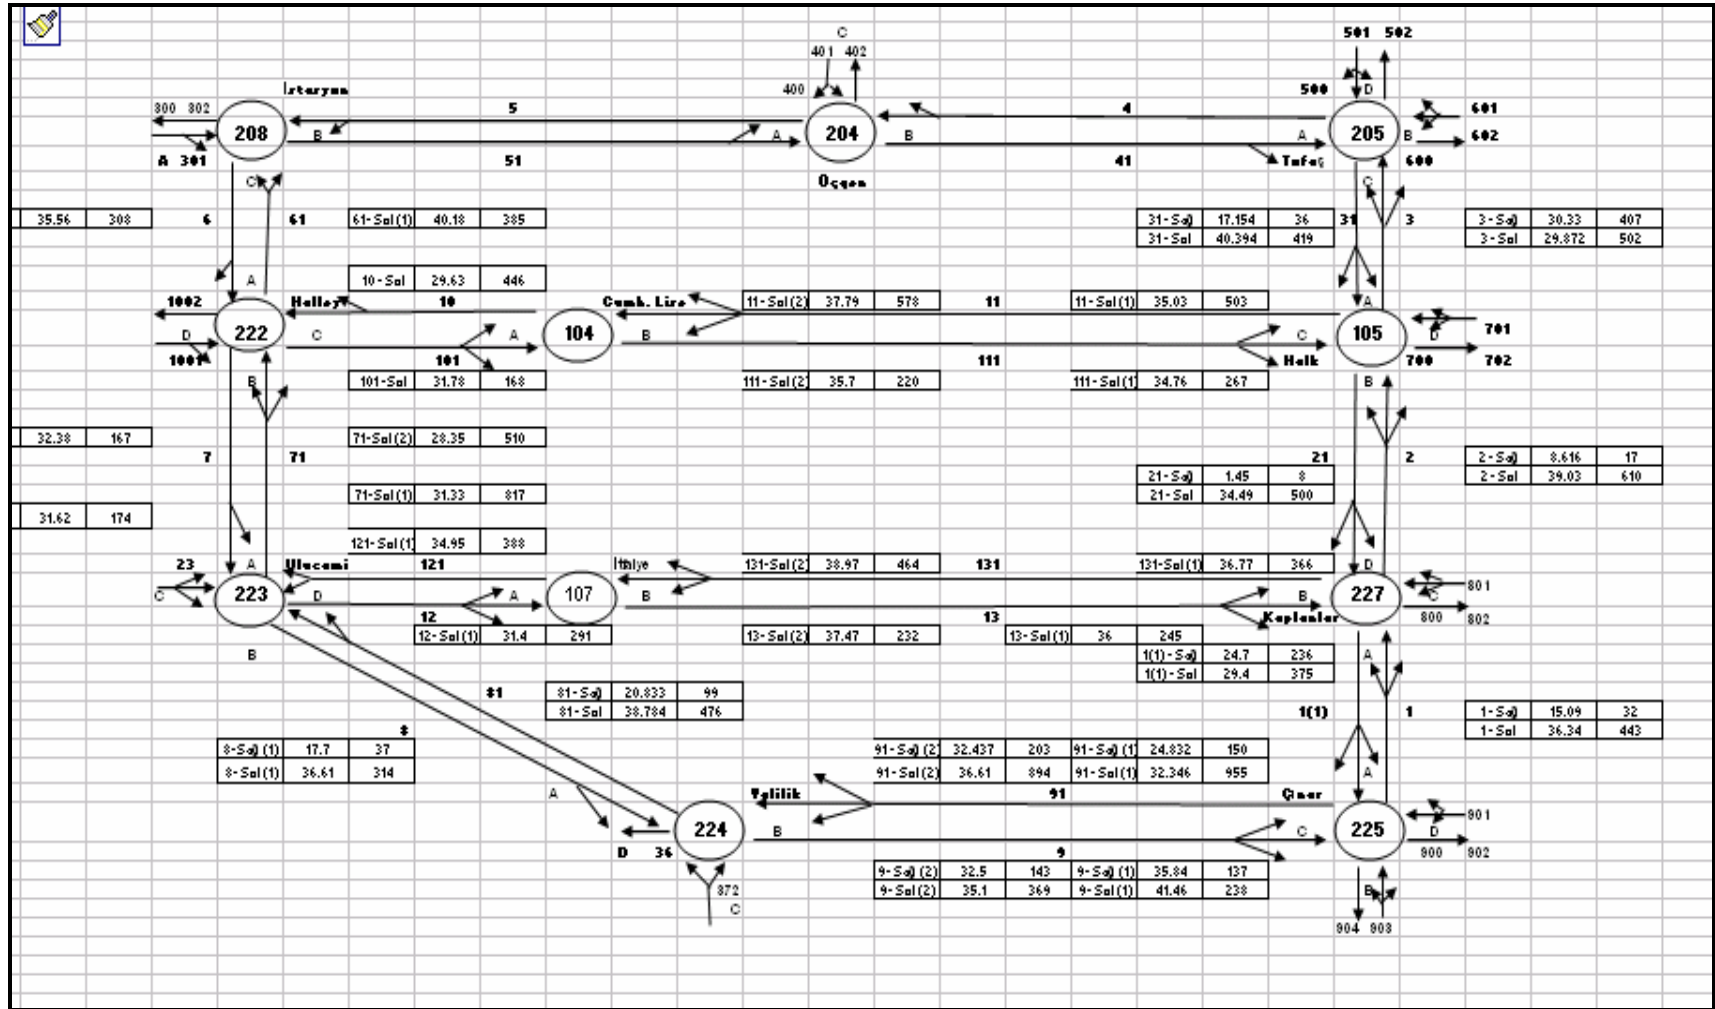 C
501 502
401 402
İstasyon
400
500 D
300 302
5
4
601
208
B
A
204
B
A
205
B
602
A 301
51
41
600
Üçgen
C
C
35.56 308
6
61
61-Sol(1) 40.18 385
31-Sağ 17.154 36
31
3
3-Sağ 30.33 407
31-Sol 40.394 419
3-Sol 29.872 502
A
10-Sol 29.63 446
1002
Halley
10
Cumh. Lise
11-Sol(2) 37.79 578
11
11-Sol(1) 35.03 503
A
D
222
C
A
104
B
C
105
D
701
1001
101
111
Halk
700
702
B
101-Sol 31.78 168
111-Sol(2) 35.7 220
111-Sol(1) 34.76 267
B
32.38 167
71-Sol(2) 28.35 510
7
71
21
2
2-Sağ 8.616 17
21-Sağ 1.45 8
2-Sol 39.03 610
71-Sol(1) 31.33 817
21-Sol 34.49 500
31.62 174
121-Sol(1) 34.95 388
23
A
Ulucami
121
131-Sol(2) 38.97 464
131
131-Sol(1) 36.77 366
D
C
223
D
A
107
B
B
227
C
801
12
13
Kaplanlar
800
802
12-Sol(1) 31.4 291
13-Sol(2) 37.47 232
13-Sol(1) 36 245
B
1(1)-Sağ 24.7 236
A
1(1)-Sol 29.4 375
81
81-Sağ 20.833 99
81-Sol 38.784 476
1(1)
1
1-Sağ 15.09 32
1-Sol 36.34 443
8
8-Sağ (1) 17.7 37
91-Sağ (2) 32.437 203
91-Sağ (1) 24.832 150
8-Sol(1) 36.61 314
91-Sol(2) 36.61 894
91-Sol(1) 32.346 955
A
A
Valilik
91
Çınar
224
B
C
225
D
901
D 36
9
900
902
9-Sağ (2) 32.5 143
9-Sağ (1) 35.84 137
872
9-Sol(2) 35.1 369
9-Sol(1) 41.46 238
B
C
904 903